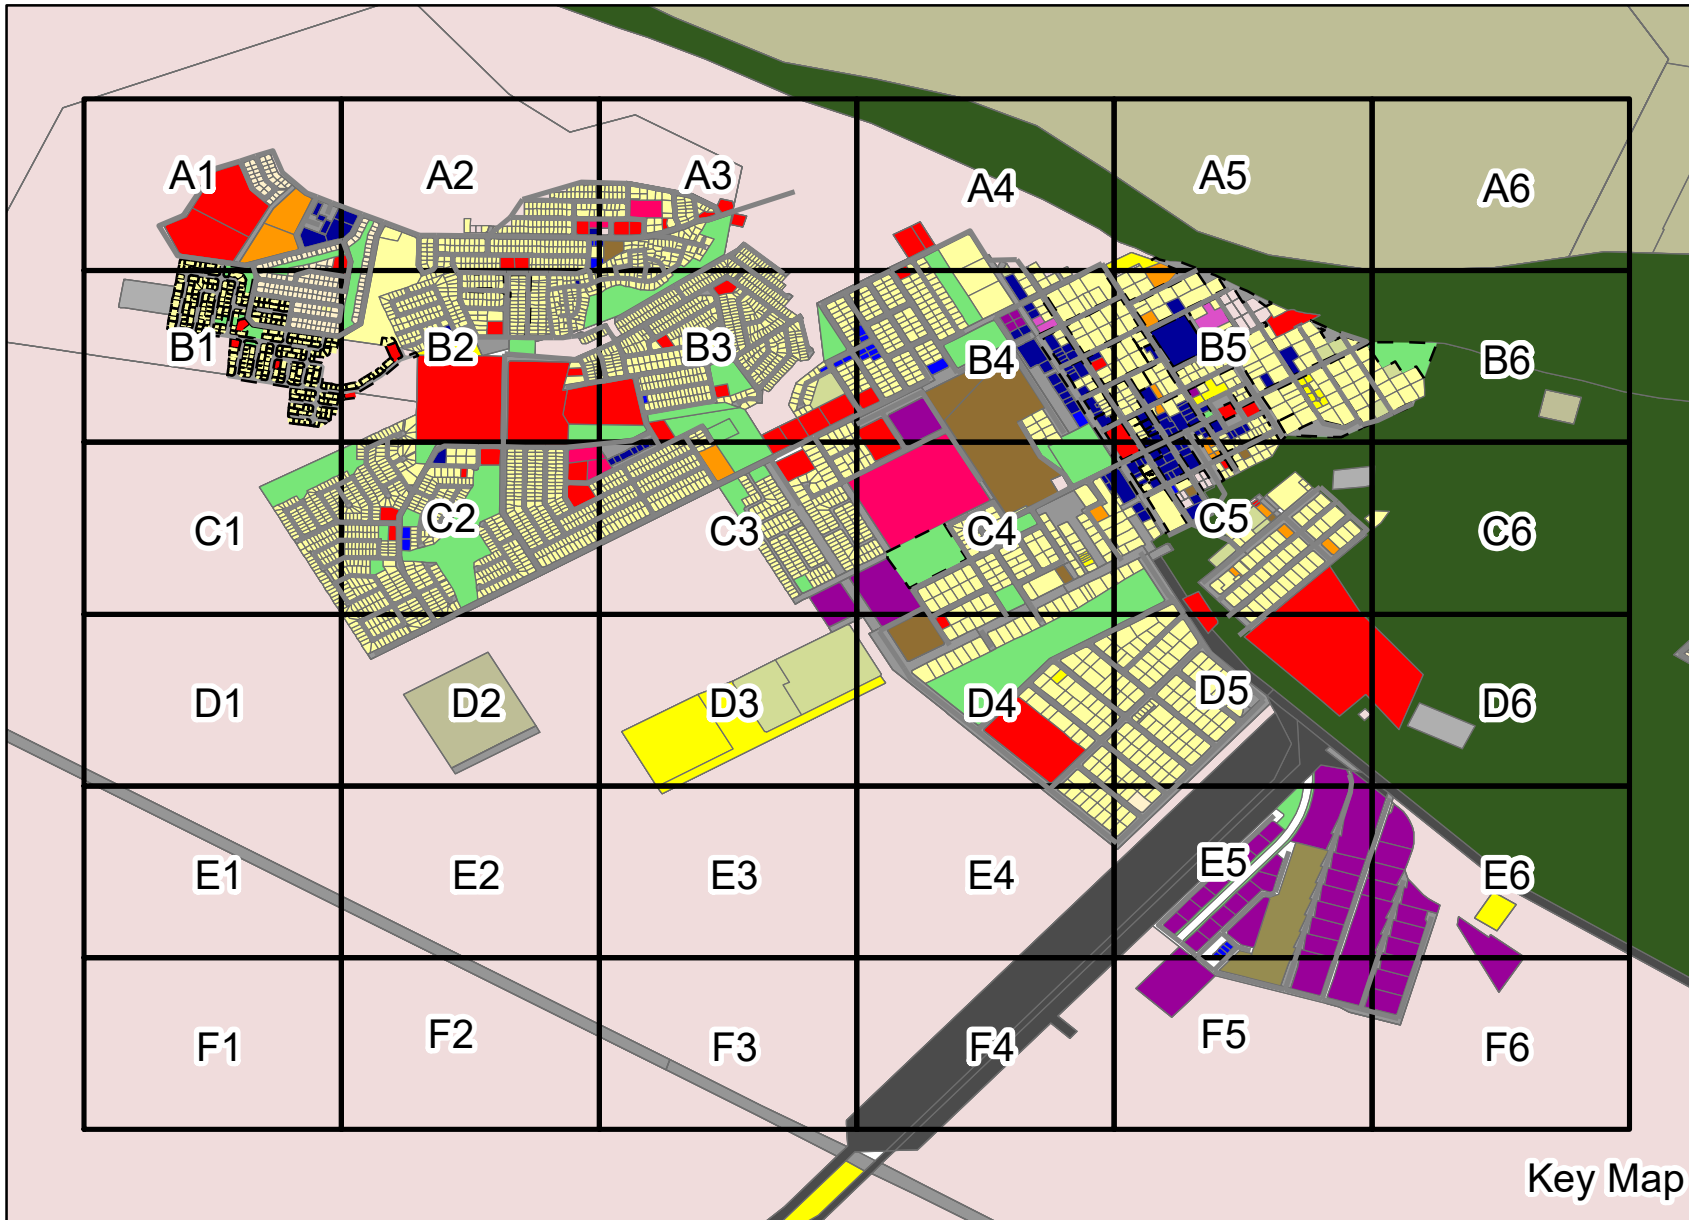 A1 A2 A3 A4 A5 A6
B1 B2 B3 B4 B5 B6
C1 C2 C3 C4 C5 C6
D1 D2 D3 D4 D5 D6
E1 E2 E3 E4 E5 E6
F1 F2 F3 F4 F5 F6
Key Map